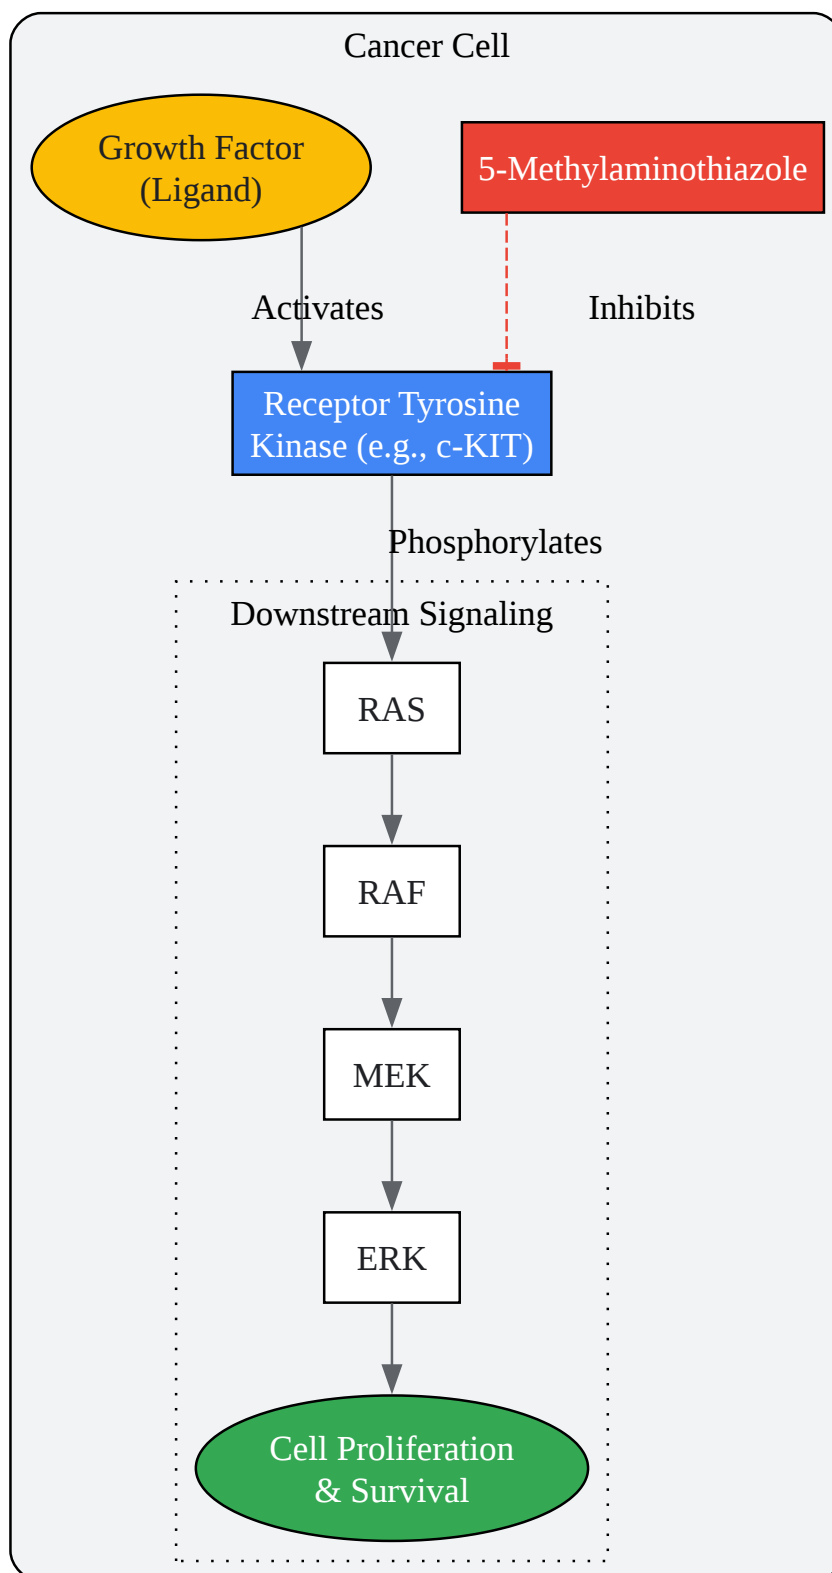 Cancer Cell
Growth Factor
(Ligand)
5-Methylaminothiazole
Activates
Inhibits
Receptor Tyrosine
Kinase (e.g., c-KIT)
Phosphorylates
Downstream Signaling
RAS
RAF
MEK
ERK
Cell Proliferation
& Survival